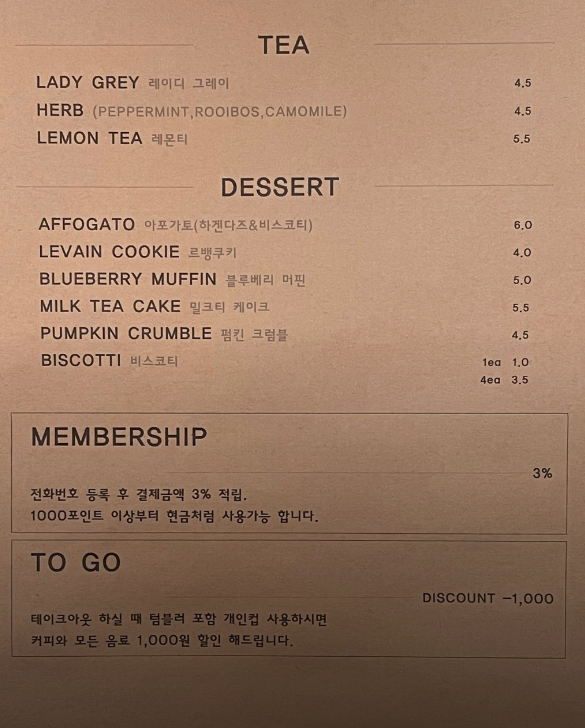 TEA
LADY GREY 레이디 그레이 4.5
HERB (PEPPERMINT,ROOIBOS,CAMOMILE) 4.5
LEMON TEA 레몬티 5.5
DESSERT
AFFOGATO 아포가토(하겐다즈&비스코티) 6.0
LEVAIN COOKIE 르뱅쿠키 4.0
BLUEBERRY MUFFIN 블루베리 머핀 5.0
MILK TEA CAKE 밀크티 케이크 5.5
PUMPKIN CRUMBLE 펌킨 크럼블 4.5
BISCOTTI 비스코티 1ea 1.0
4ea 3.5
MEMBERSHIP
3%
전화번호 등록 후 결제금액 3% 적립.
1000포인트 이상부터 현금처럼 사용가능 합니다.
TO GO
DISCOUNT -1,000
테이크아웃 하실 때 텀블러 포함 개인컵 사용하시면
커피와 모든 음료 1,000원 할인 해드립니다.